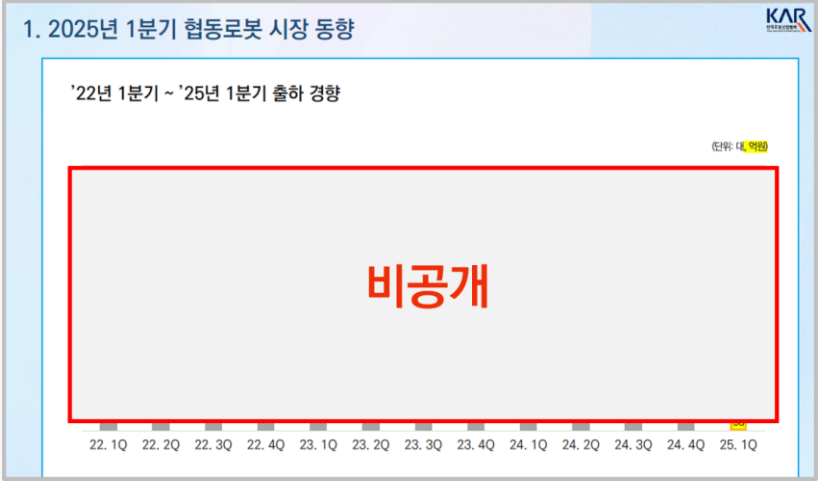 1. 2025년 1분기 협동로봇 시장 동향
KAR
’22년 1분기 ~ ’25년 1분기 출하 경향
(단위: 대, 억원)
비공개
22. 1Q 22. 2Q 22. 3Q 22. 4Q 23. 1Q 23. 2Q 23. 3Q 23. 4Q 24. 1Q 24. 2Q 24. 3Q 24. 4Q 25. 1Q